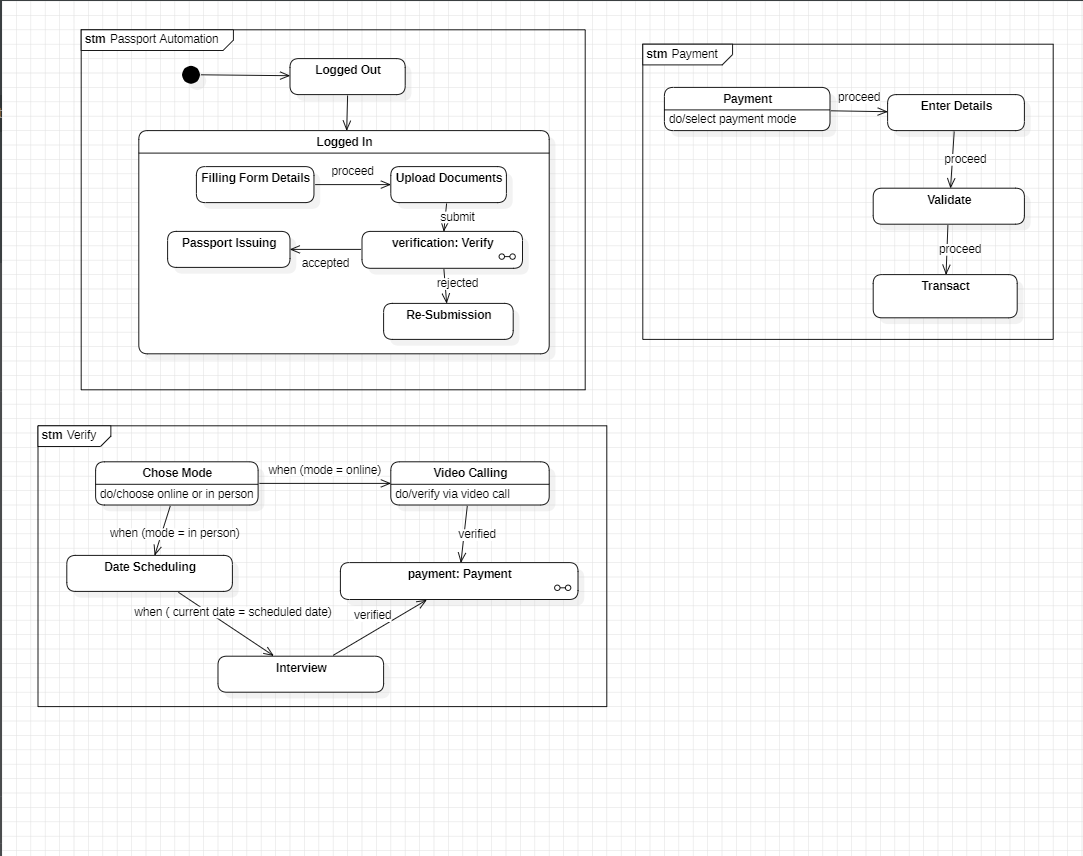 stm Passport Automation
Logged Out
Logged In
Filling Form Details
proceed
Upload Documents
submit
Passport Issuing
accepted
verification: Verify
rejected
Re-Submission
stm Payment
Payment
do/select payment mode
proceed
Enter Details
proceed
Validate
proceed
Transact
stm Verify
Chose Mode
do/choose online or in person
when (mode = online)
Video Calling
do/verify via video call
when (mode = in person)
verified
Date Scheduling
payment: Payment
when ( current date = scheduled date)
verified
Interview